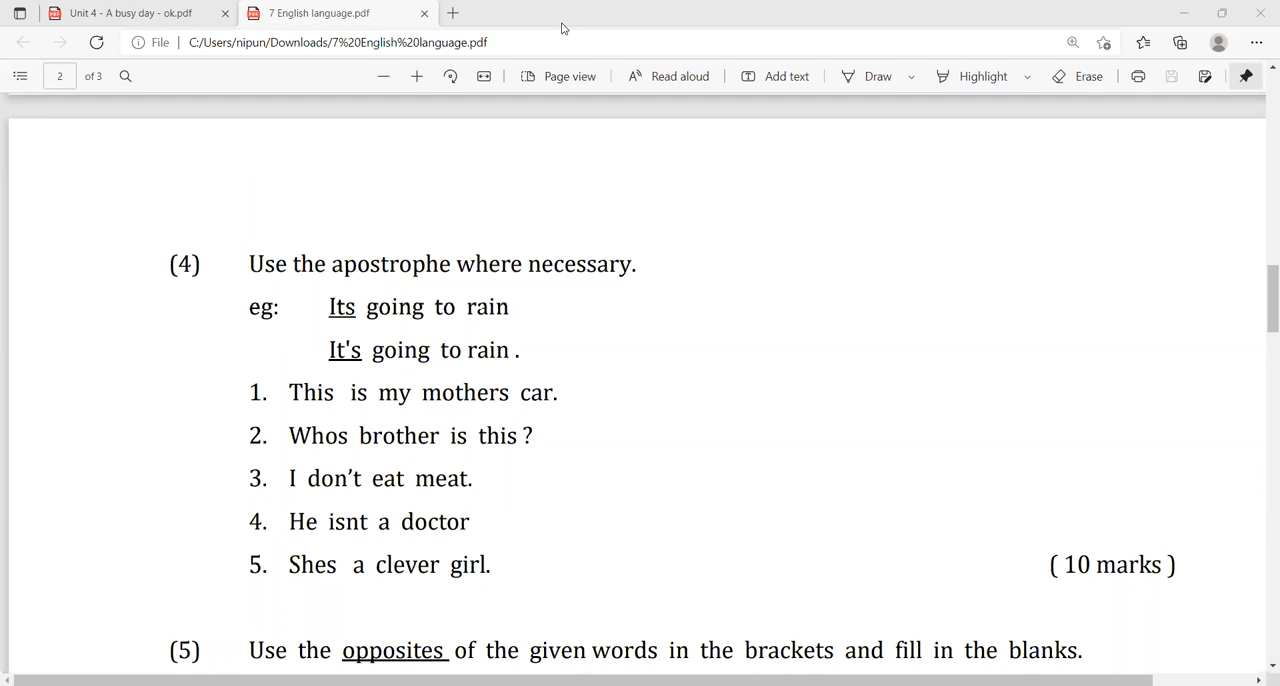 Unit 4 - A busy day - ok.pdf
7 English language.pdf
File | C:/Users/nipun/Downloads/7%20English%20language.pdf
2 of 3
Page view
Read aloud
Add text
Draw
Highlight
Erase
(4) Use the apostrophe where necessary.
eg: Its going to rain
It's going to rain .
1. This is my mothers car.
2. Whos brother is this ?
3. I don’t eat meat.
4. He isnt a doctor
5. Shes a clever girl. ( 10 marks )
(5) Use the opposites of the given words in the brackets and fill in the blanks.